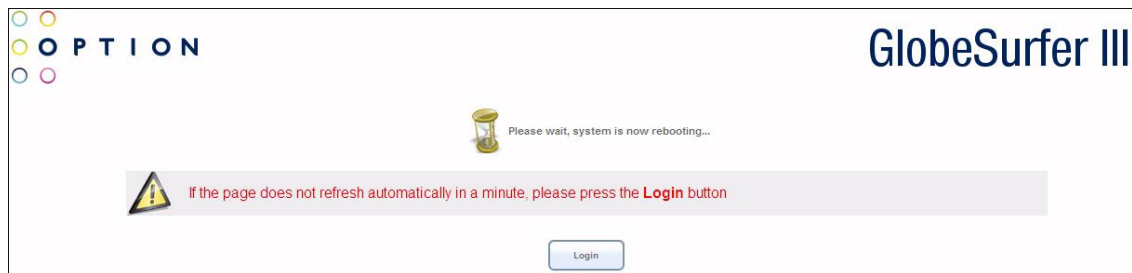 OPTION
GlobeSurfer III
Please wait, system is now rebooting...
If the page does not refresh automatically in a minute, please press the Login button
Login